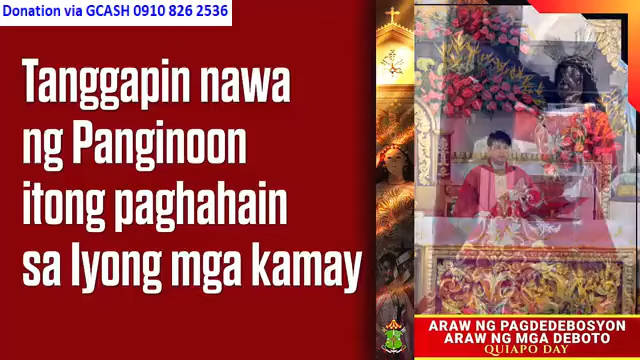 Donation via GCASH 0910 826 2536
Tanggapin nawa
ng Panginoon
itong paghahain
sa Iyong mga kamay
ARAW NG PAGDEDEBOSYON
ARAW NG MGA DEBOTO
QUIAPO DAY